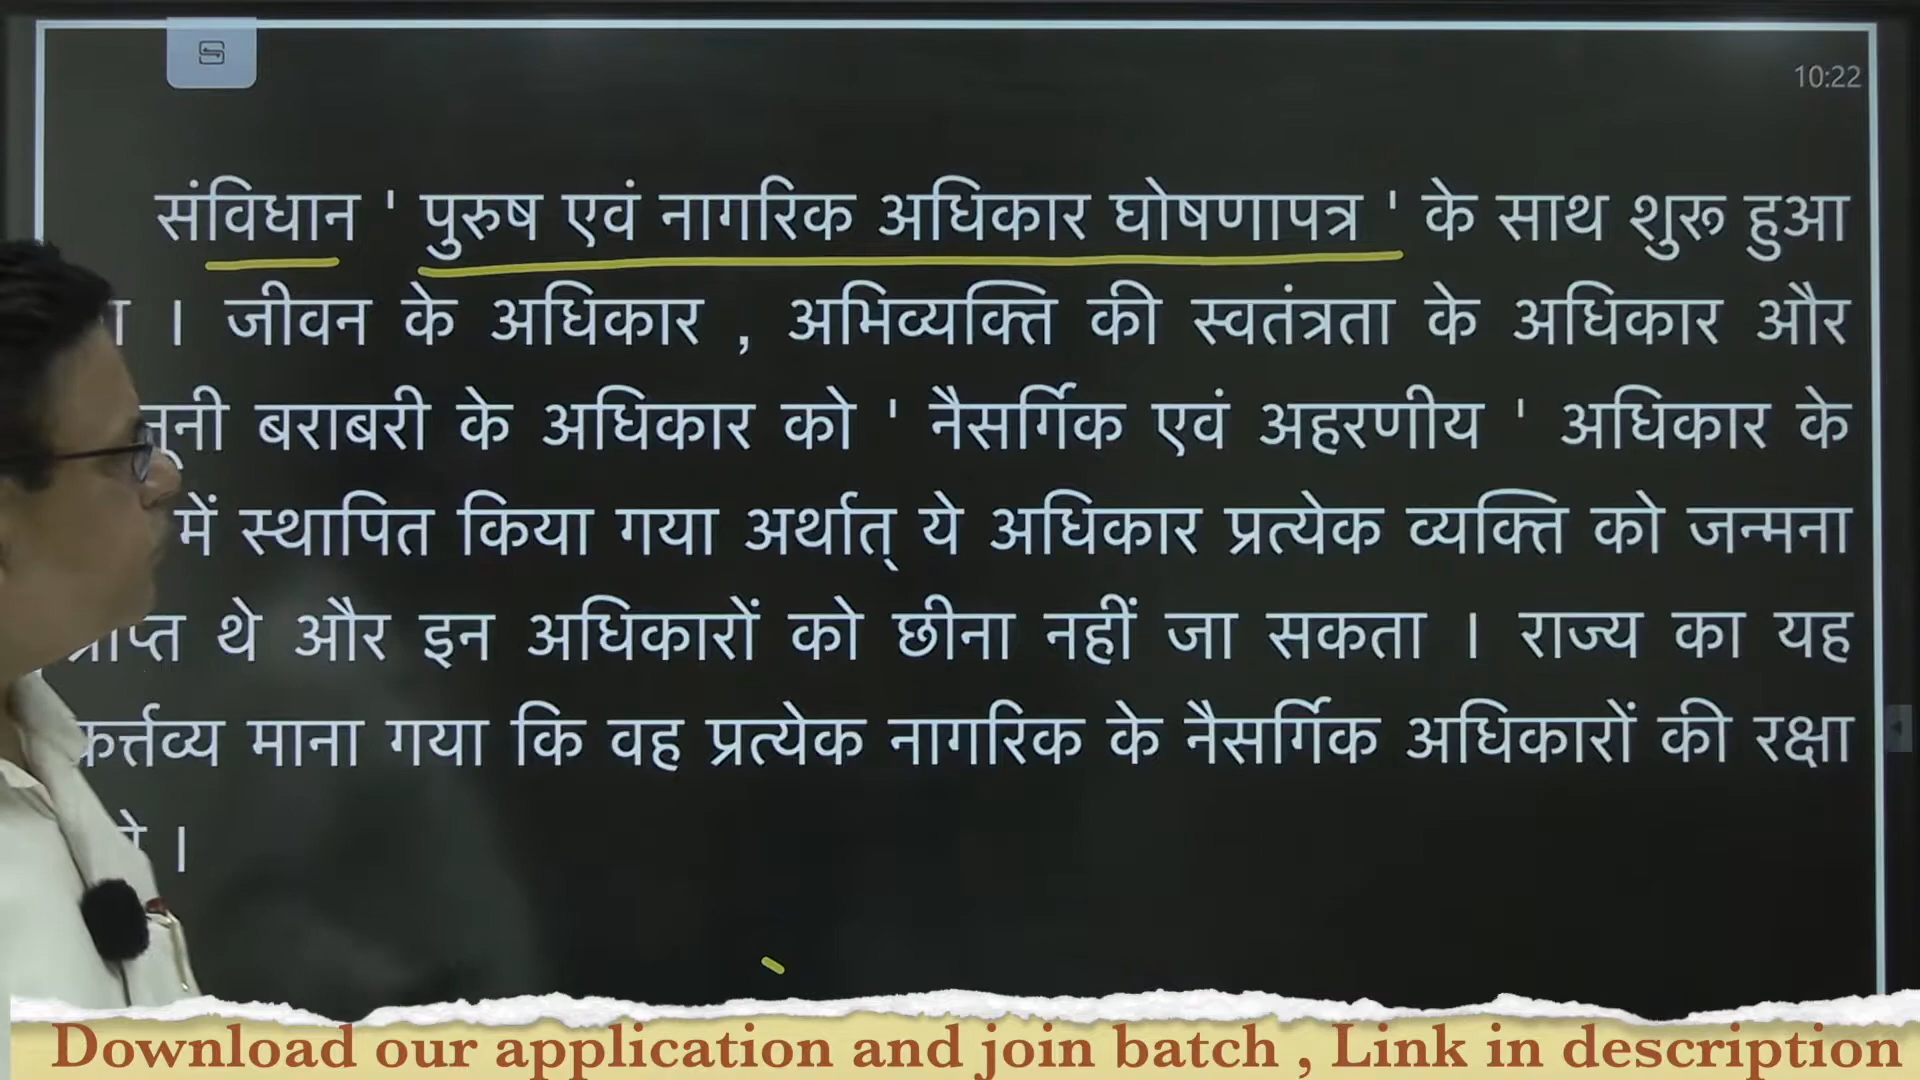 10:22
संविधान ' पुरुष एवं नागरिक अधिकार घोषणापत्र ' के साथ शुरू हुआ
। जीवन के अधिकार , अभिव्यक्ति की स्वतंत्रता के अधिकार और
बराबरी के अधिकार को ' नैसर्गिक एवं अहरणीय ' अधिकार के
में स्थापित किया गया अर्थात् ये अधिकार प्रत्येक व्यक्ति को जन्मना
प्राप्त थे और इन अधिकारों को छीना नहीं जा सकता । राज्य का यह
कर्त्तव्य माना गया कि वह प्रत्येक नागरिक के नैसर्गिक अधिकारों की रक्षा
।
Download our application and join batch , Link in description